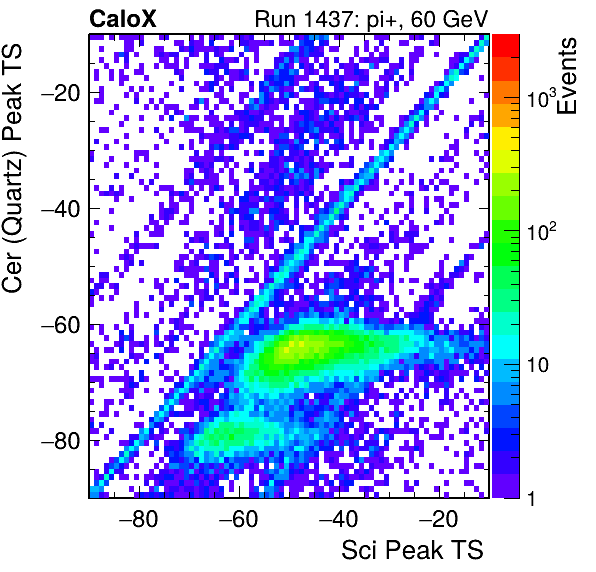 CaloX Run 1437: pi+, 60 GeV
Cer (Quartz) Peak TS
−20
−40
−60
−80
−80 −60 −40 −20
Sci Peak TS
Events
10³
10²
10
1